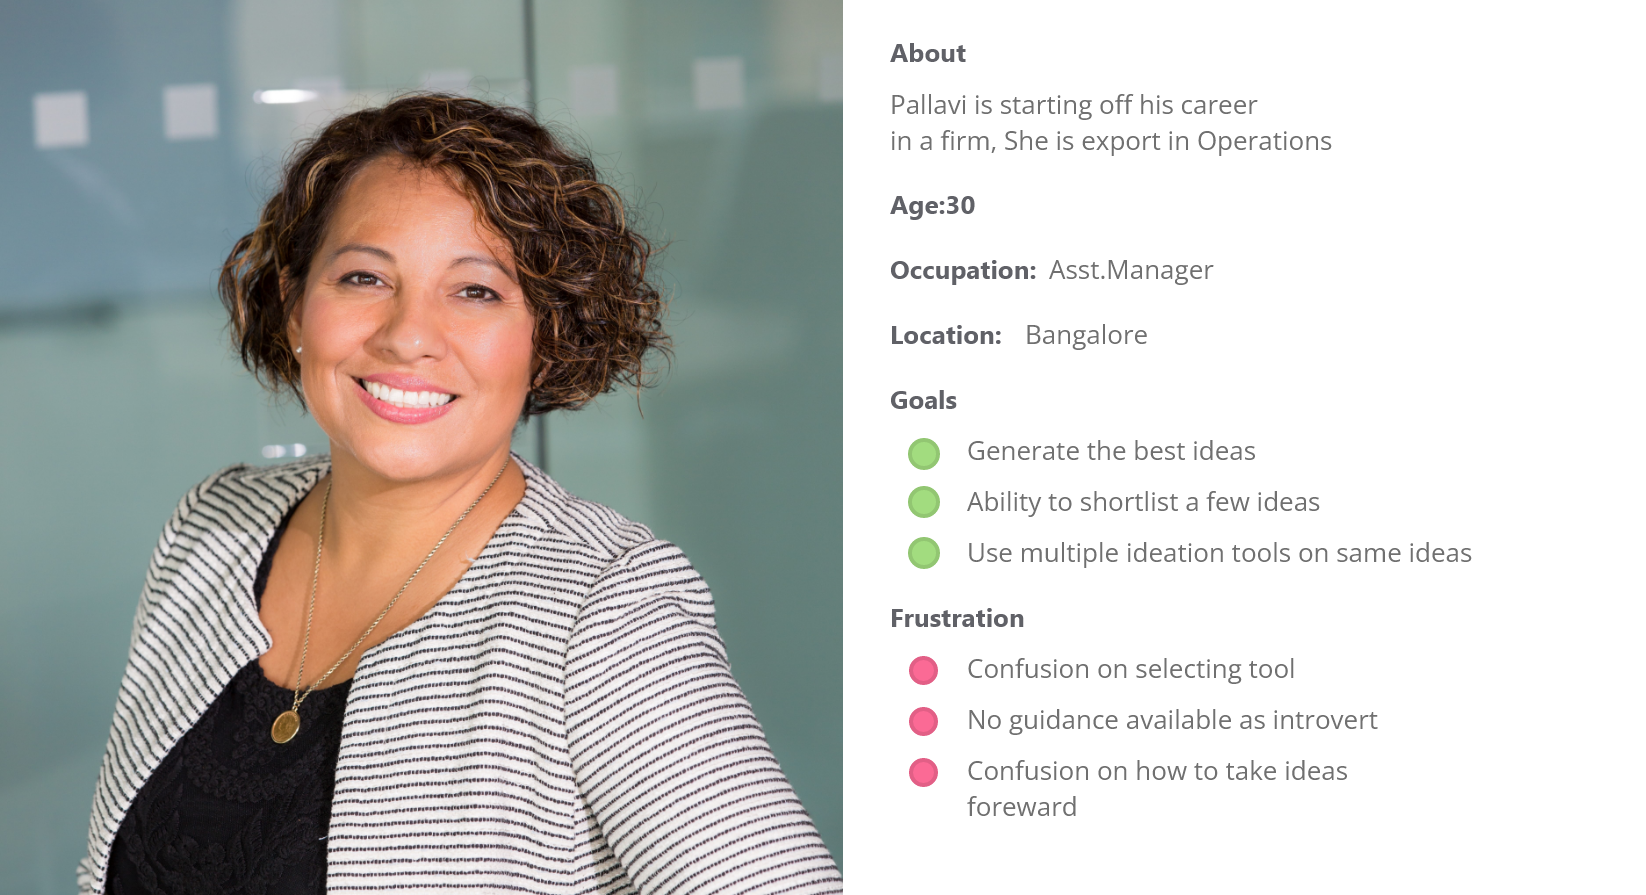 About
Pallavi is starting off his career
in a firm, She is export in Operations
Age:30
Occupation: Asst.Manager
Location: Bangalore
Goals
Generate the best ideas
Ability to shortlist a few ideas
Use multiple ideation tools on same ideas
Frustration
Confusion on selecting tool
No guidance available as introvert
Confusion on how to take ideas
foreward